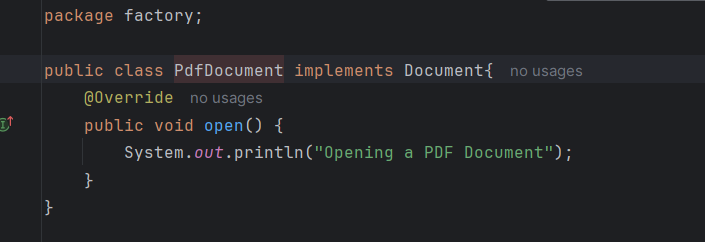 package factory;
public class PdfDocument implements Document{ no usages
@Override no usages
public void open() {
System.out.println("Opening a PDF Document");
}
}